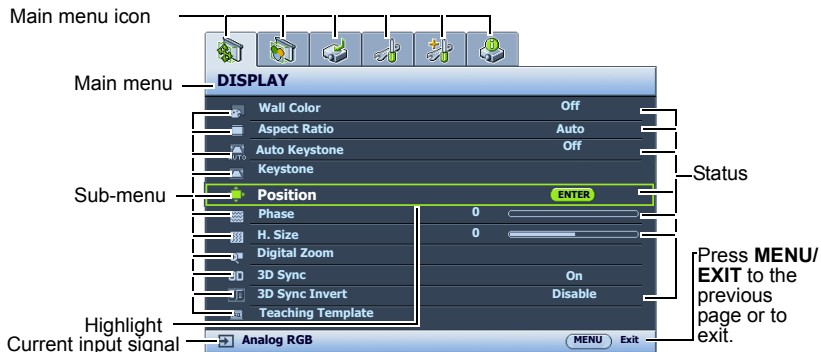 Main menu icon
Main menu
DISPLAY
Wall Color Off
Aspect Ratio Auto
AUTO
Auto Keystone Off
Keystone
Sub-menu
Position ENTER
Status
Phase 0
H. Size 0
Digital Zoom
3D
3D Sync On
3D Sync Invert Disable
Teaching Template
Highlight
Current input signal
Analog RGB MENU Exit
Press MENU/
EXIT to the
previous
page or to
exit.